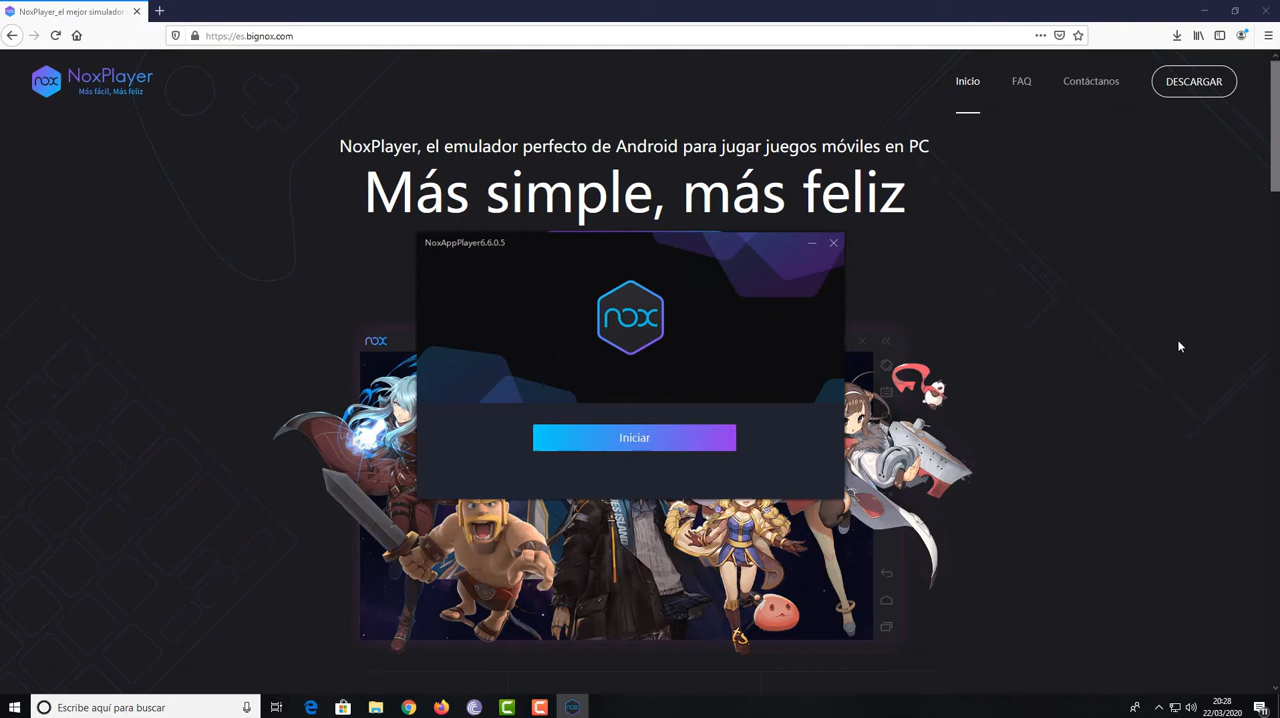 NoxPlayer_el mejor simulador
https://es.bignox.com
nox
NoxPlayer
Más fácil, Más feliz
Inicio
FAQ
Contáctanos
DESCARGAR
NoxPlayer, el emulador perfecto de Android para jugar juegos móviles en PC
Más simple, más feliz
NoxAppPlayer6.6.0.5
nox
nox
Iniciar
Escribe aquí para buscar
nox
20:28
22/03/2020